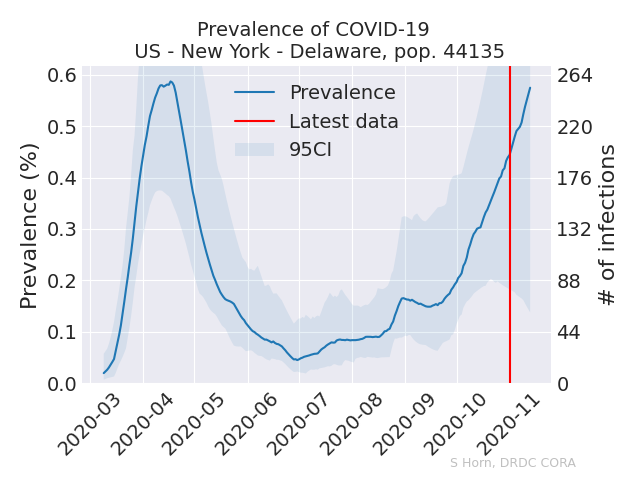 Prevalence of COVID-19
US - New York - Delaware, pop. 44135
Prevalence (%)
0.6
0.5
0.4
0.3
0.2
0.1
0.0
Prevalence
Latest data
95CI
264
220
176
132
88
44
0
# of infections
2020-03
2020-04
2020-05
2020-06
2020-07
2020-08
2020-09
2020-10
2020-11
S Horn, DRDC CORA